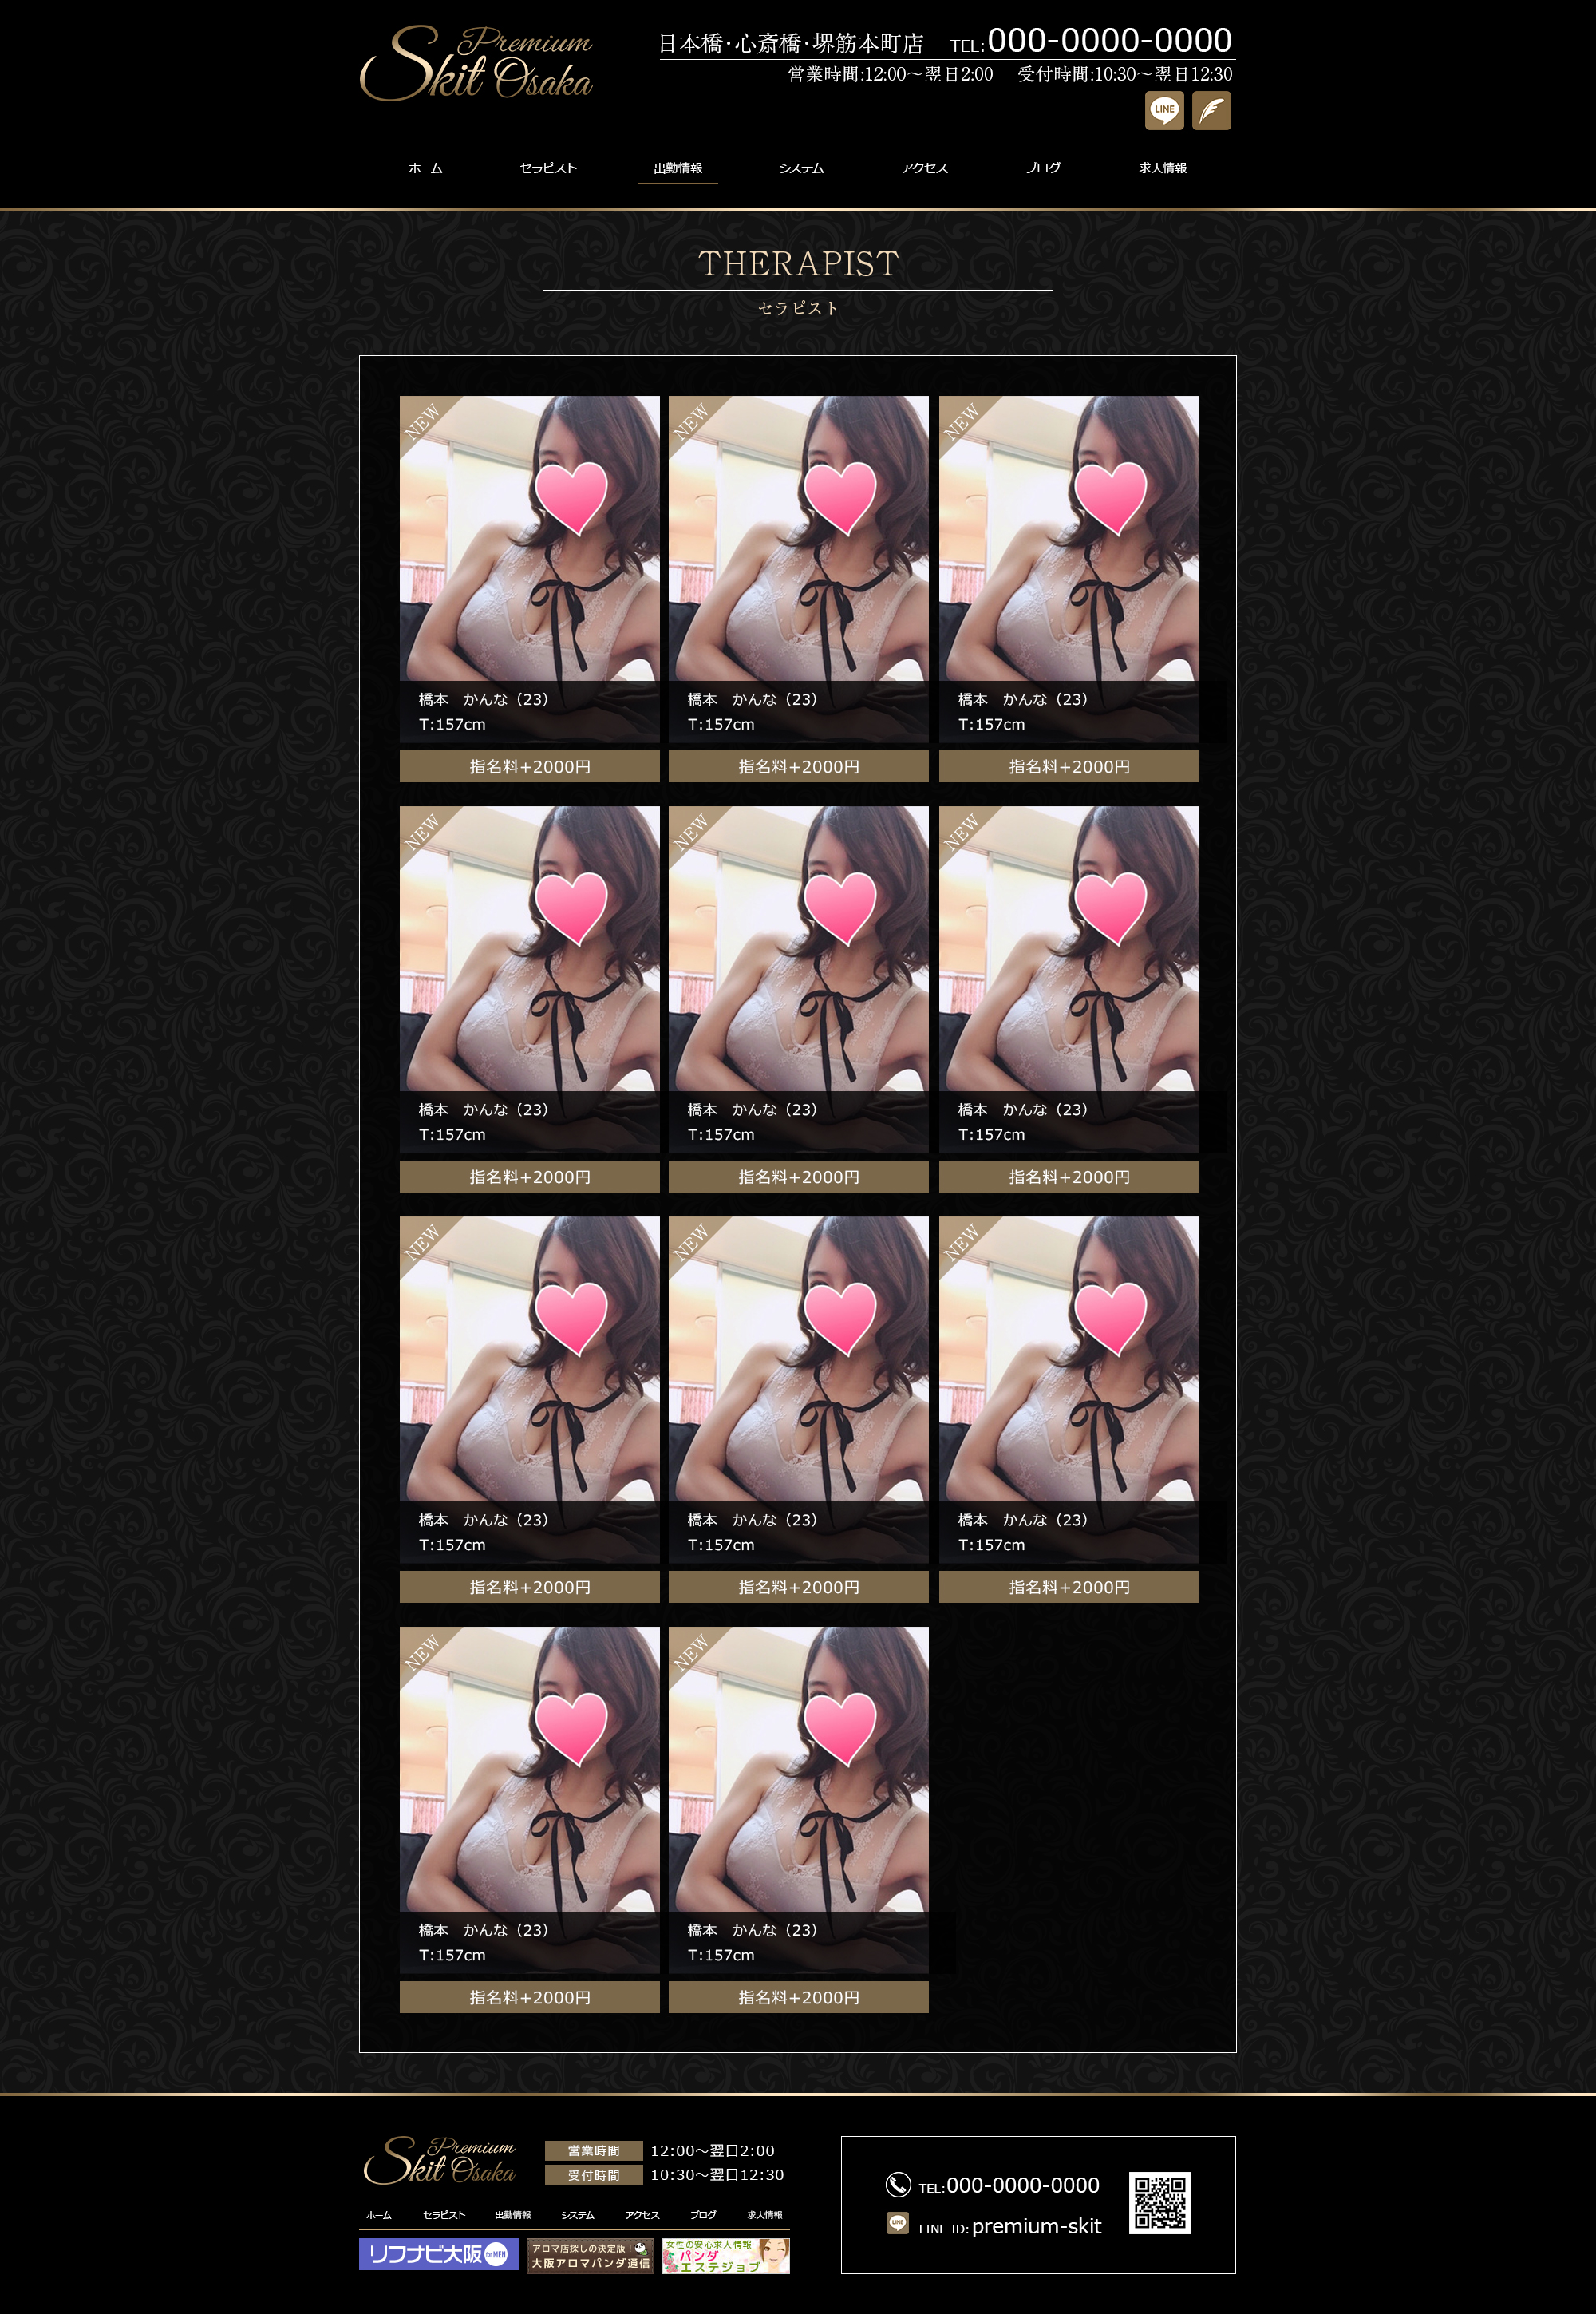 Premium
Skit Osaka
日本橋･心斎橋･堺筋本町店 TEL:000-0000-0000
営業時間:12:00～翌日2:00 受付時間:10:30～翌日12:30
LINE
ホーム セラピスト 出勤情報 システム アクセス ブログ 求人情報
THERAPIST
セラピスト
NEW NEW NEW
橋本 かんな（23） 橋本 かんな（23） 橋本 かんな（23）
T:157cm T:157cm T:157cm
指名料+2000円 指名料+2000円 指名料+2000円
NEW NEW NEW
橋本 かんな（23） 橋本 かんな（23） 橋本 かんな（23）
T:157cm T:157cm T:157cm
指名料+2000円 指名料+2000円 指名料+2000円
NEW NEW NEW
橋本 かんな（23） 橋本 かんな（23） 橋本 かんな（23）
T:157cm T:157cm T:157cm
指名料+2000円 指名料+2000円 指名料+2000円
NEW NEW
橋本 かんな（23） 橋本 かんな（23）
T:157cm T:157cm
指名料+2000円 指名料+2000円
Premium
Skit Osaka
営業時間 12:00～翌日2:00
受付時間 10:30～翌日12:30
ホーム セラピスト 出勤情報 システム アクセス ブログ 求人情報
リフナビ大阪 for MEN
アロマ店探しの決定版！
大阪アロマパンダ通信
女性の安心求人情報
パンダ
エステジョブ
TEL:000-0000-0000
LINE
LINE ID: premium-skit